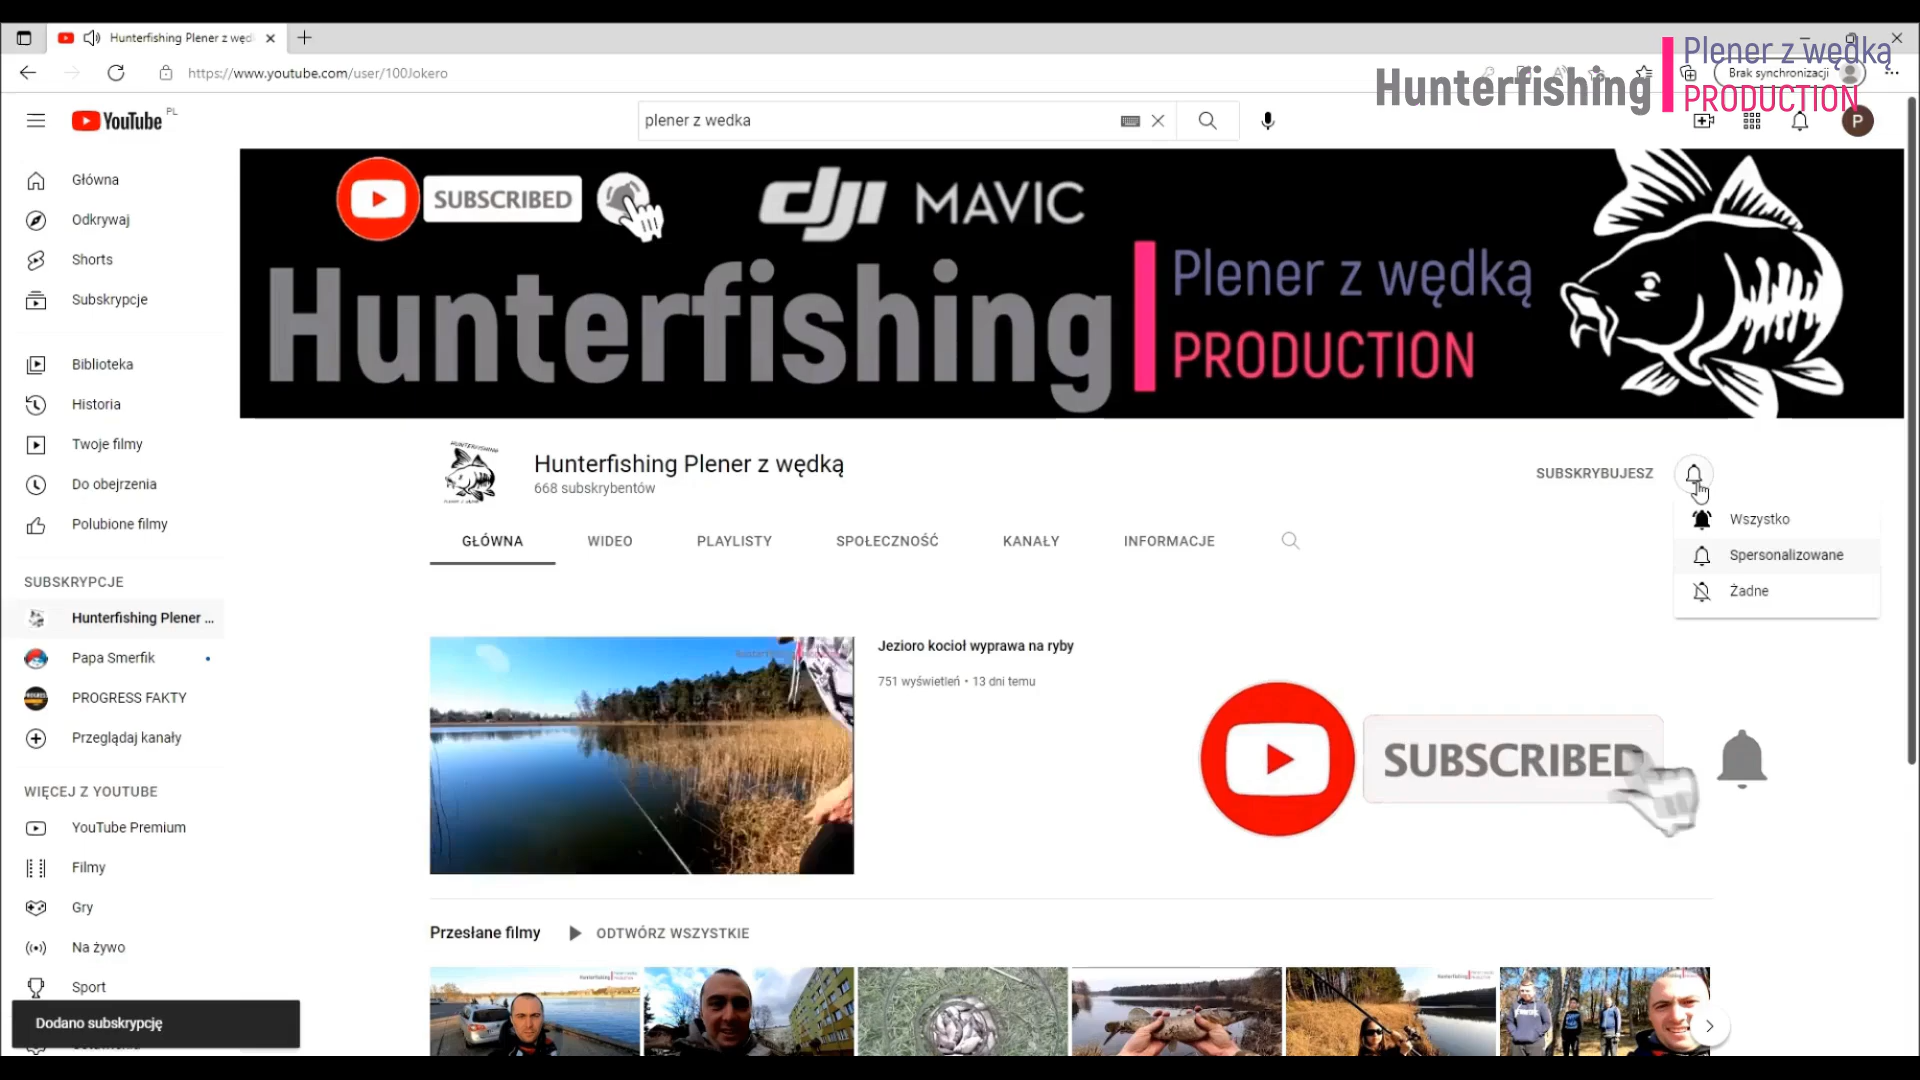 Hunterfishing Plener z węd
https://www.youtube.com/user/100Jokero
Brak synchronizacji
Hunterfishing
Plener z wędką
PRODUCTION
YouTube
PL
plener z wedka
P
Główna
Odkrywaj
Shorts
Subskrypcje
Biblioteka
Historia
Twoje filmy
Do obejrzenia
Polubione filmy
SUBSKRYPCJE
Hunterfishing Plener ...
Papa Smerfik
PROGRESS FAKTY
Przeglądaj kanały
WIĘCEJ Z YOUTUBE
YouTube Premium
Filmy
Gry
Na żywo
Sport
Dodano subskrypcję
SUBSCRIBED
dji MAVIC
Hunterfishing
Plener z wędką
PRODUCTION
Hunterfishing Plener z wędką
668 subskrybentów
SUBSKRYBUJESZ
Wszystko
Spersonalizowane
Żadne
GŁÓWNA
WIDEO
PLAYLISTY
SPOŁECZNOŚĆ
KANAŁY
INFORMACJE
Jezioro kocioł wyprawa na ryby
751 wyświetleń • 13 dni temu
SUBSCRIBED
Przesłane filmy
ODTWÓRZ WSZYSTKIE